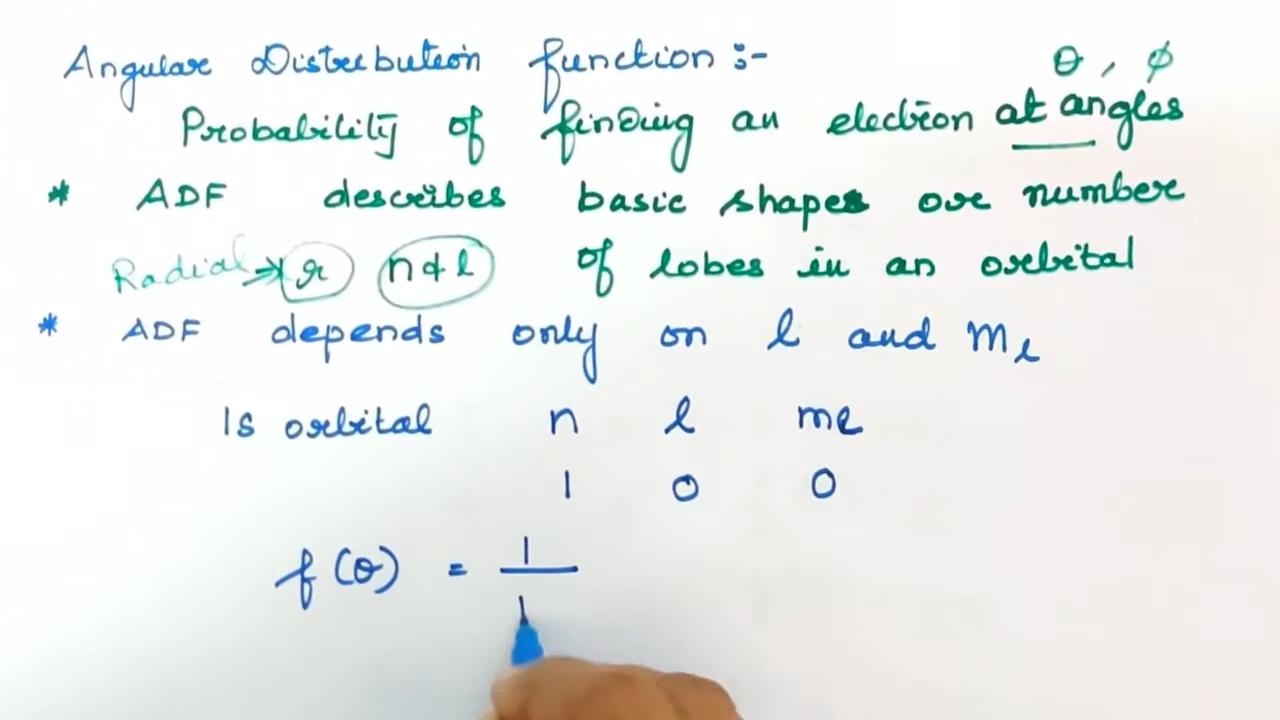 Angular Distribution function :-
θ, φ
Probability of finding an electron at angles
* ADF describes basic shapes or number
Radial → r n & l of lobes in an orbital
* ADF depends only on l and ml
1s orbital n l ml
1 0 0
f(θ) = 1/1